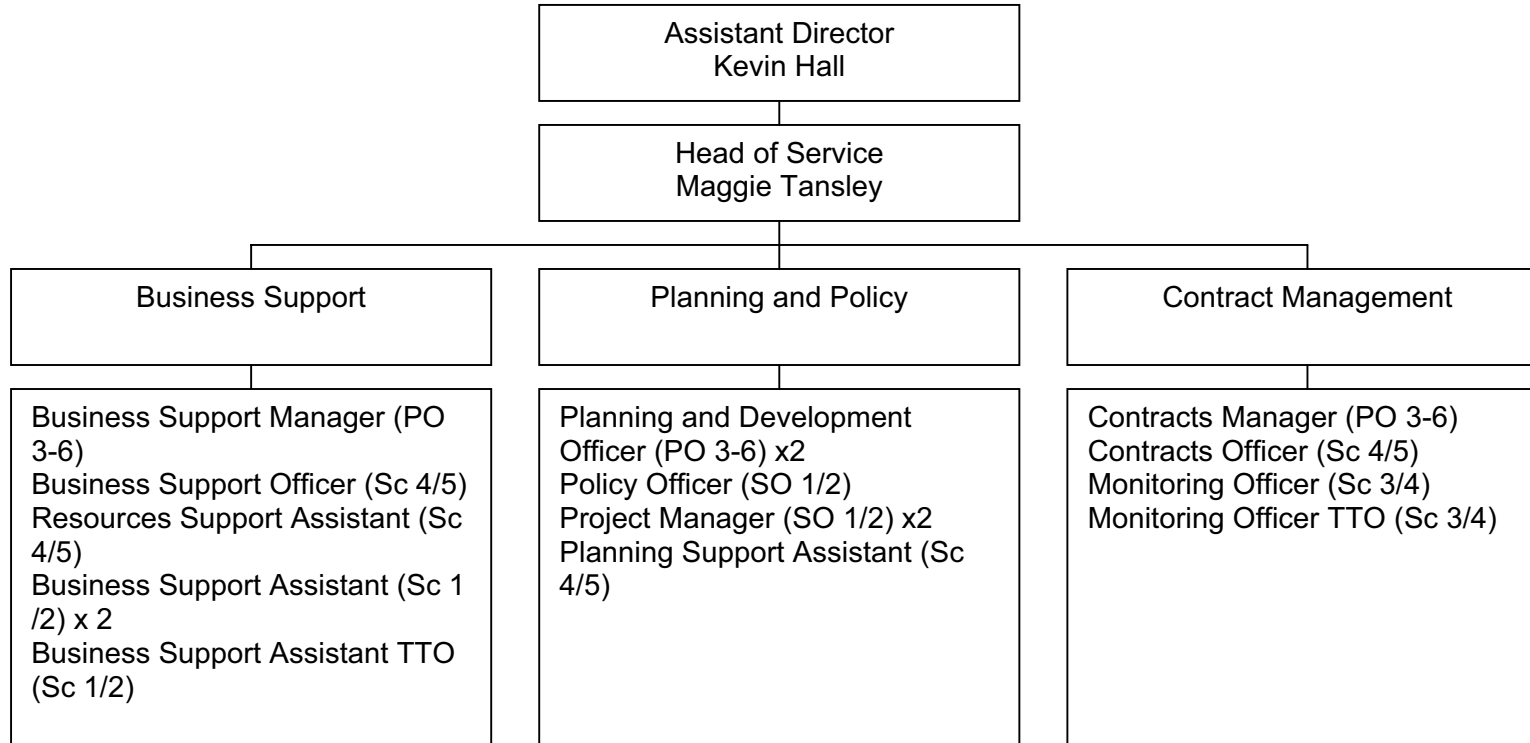 Assistant Director
Kevin Hall
Head of Service
Maggie Tansley
Business Support
Planning and Policy
Contract Management
Business Support Manager (PO
3-6)
Business Support Officer (Sc 4/5)
Resources Support Assistant (Sc
4/5)
Business Support Assistant (Sc 1
/2) x 2
Business Support Assistant TTO
(Sc 1/2)
Planning and Development
Officer (PO 3-6) x2
Policy Officer (SO 1/2)
Project Manager (SO 1/2) x2
Planning Support Assistant (Sc
4/5)
Contracts Manager (PO 3-6)
Contracts Officer (Sc 4/5)
Monitoring Officer (Sc 3/4)
Monitoring Officer TTO (Sc 3/4)